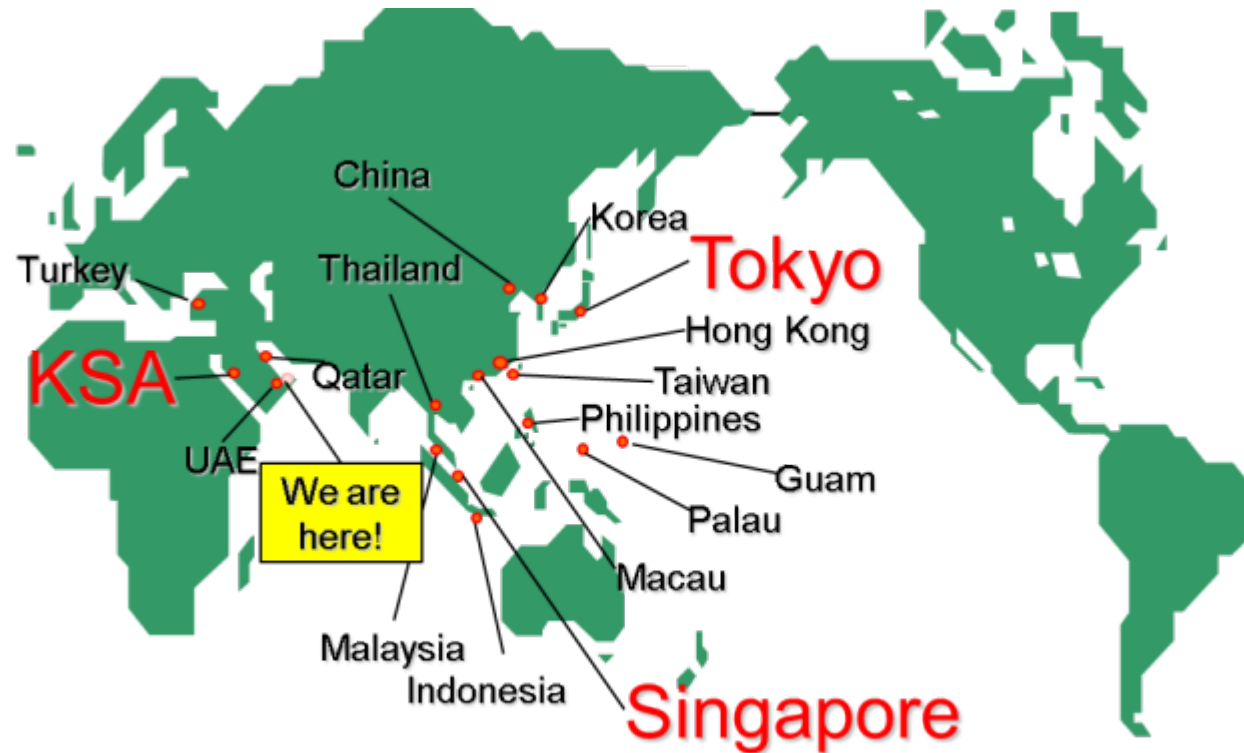 China
Korea
Tokyo
Turkey
Thailand
Hong Kong
KSA
Qatar
Taiwan
Philippines
UAE
We are
here!
Guam
Palau
Macau
Malaysia
Indonesia
Singapore